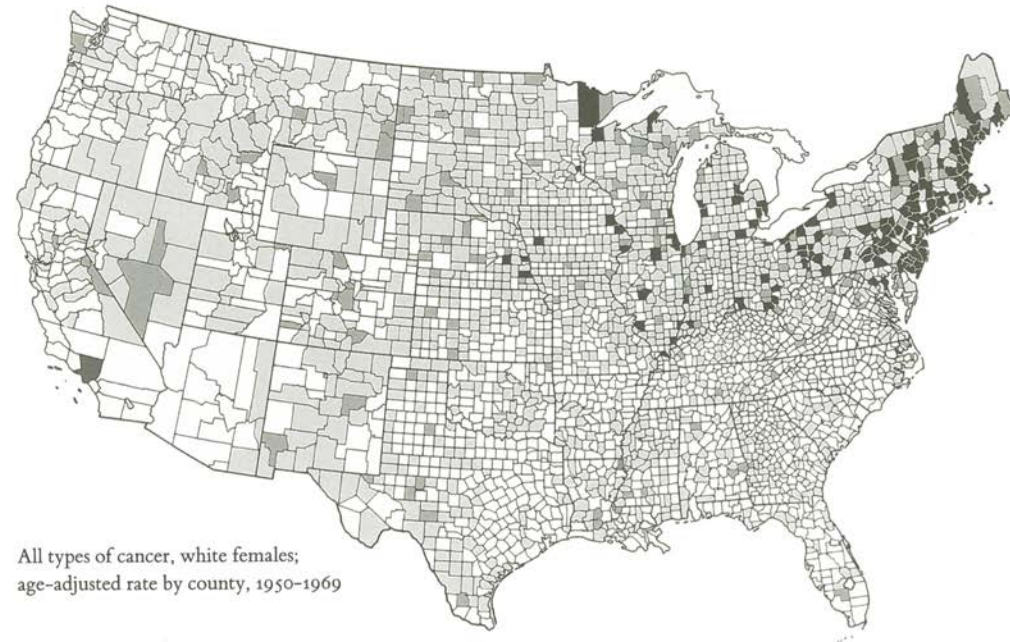 All types of cancer, white females;
age-adjusted rate by county, 1950-1969